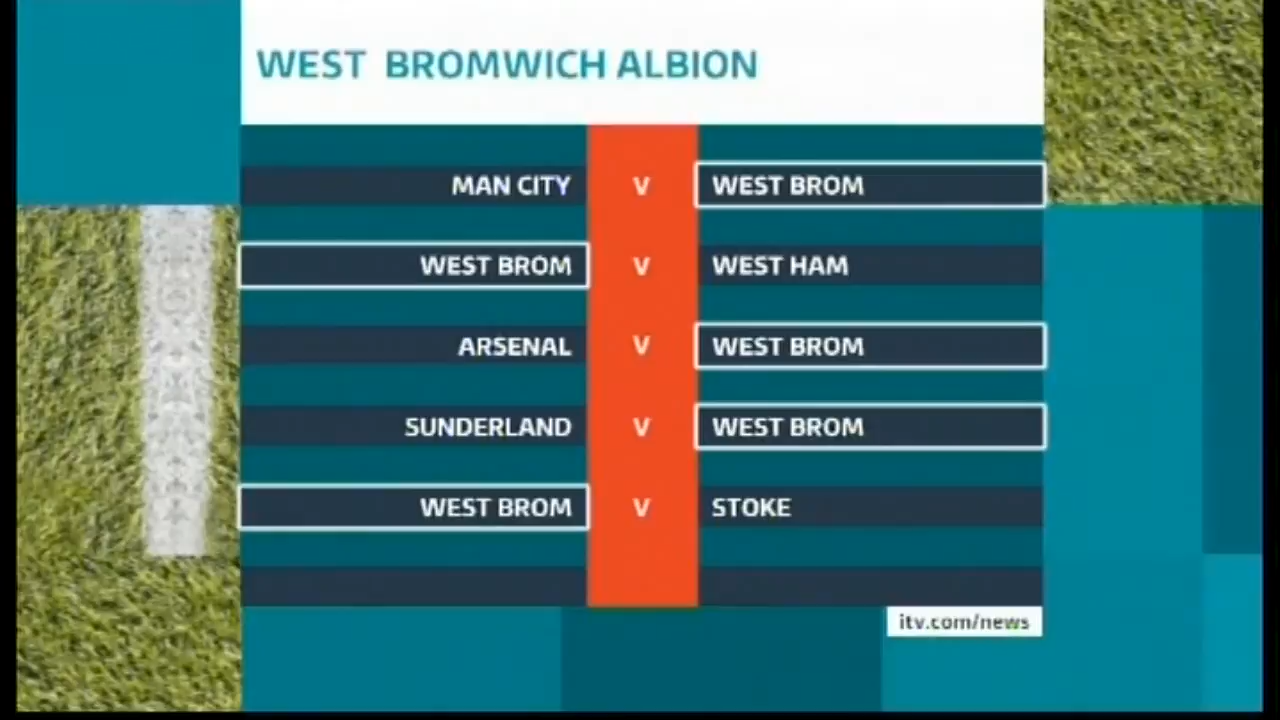 WEST BROMWICH ALBION
MAN CITY V WEST BROM
WEST BROM V WEST HAM
ARSENAL V WEST BROM
SUNDERLAND V WEST BROM
WEST BROM V STOKE
itv.com/news